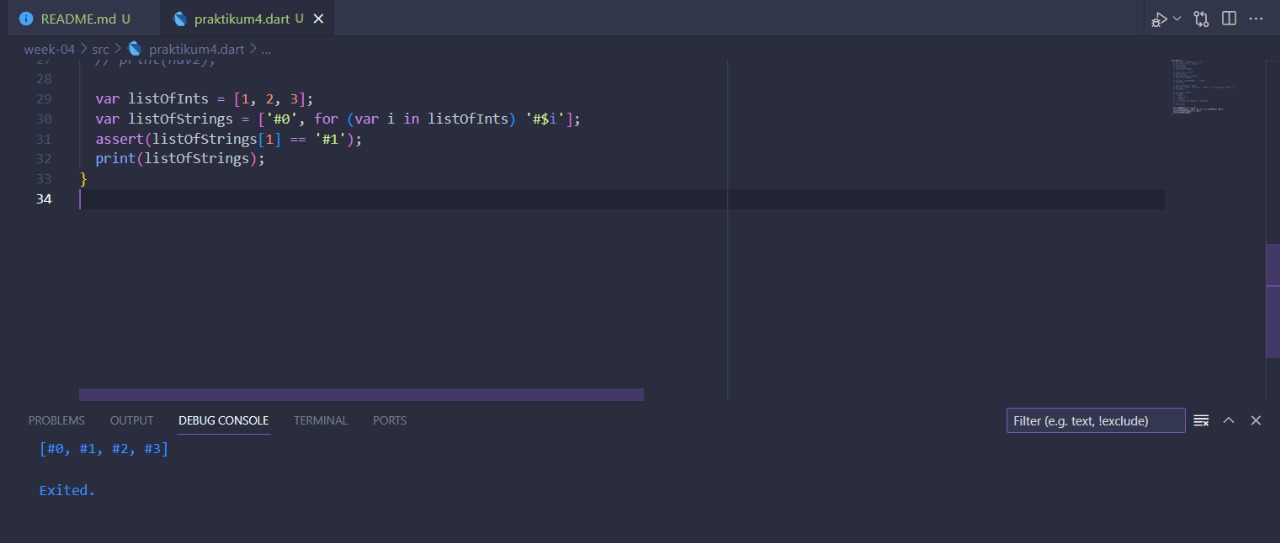 README.md U praktikum4.dart U
week-04 > src > praktikum4.dart > ...
27 // print(nav2);
28
29 var listOfInts = [1, 2, 3];
30 var listOfStrings = ['#0', for (var i in listOfInts) '#$i'];
31 assert(listOfStrings[1] == '#1');
32 print(listOfStrings);
33 }
34
PROBLEMS OUTPUT DEBUG CONSOLE TERMINAL PORTS Filter (e.g. text, !exclude)
[#0, #1, #2, #3]
Exited.